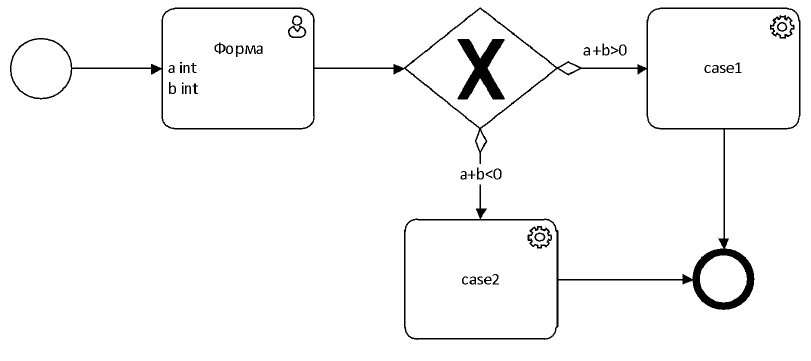 Форма
a int
b int
X
a+b>0
case1
a+b<0
case2